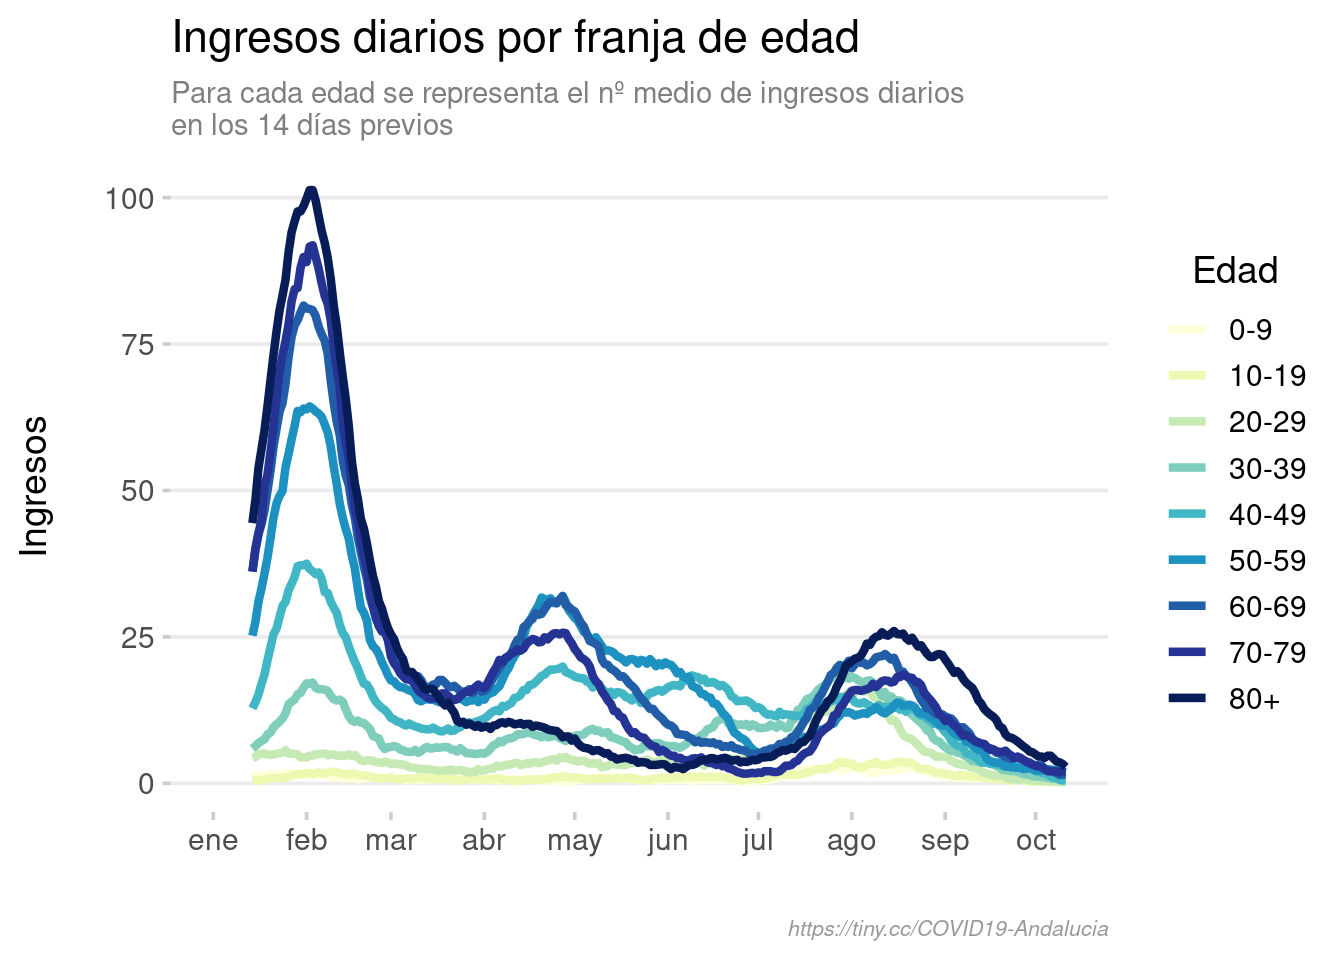 Ingresos diarios por franja de edad
Para cada edad se representa el nº medio de ingresos diarios
en los 14 días previos
Ingresos
100
75
50
25
0
ene feb mar abr may jun jul ago sep oct
Edad
0-9
10-19
20-29
30-39
40-49
50-59
60-69
70-79
80+
https://tiny.cc/COVID19-Andalucia